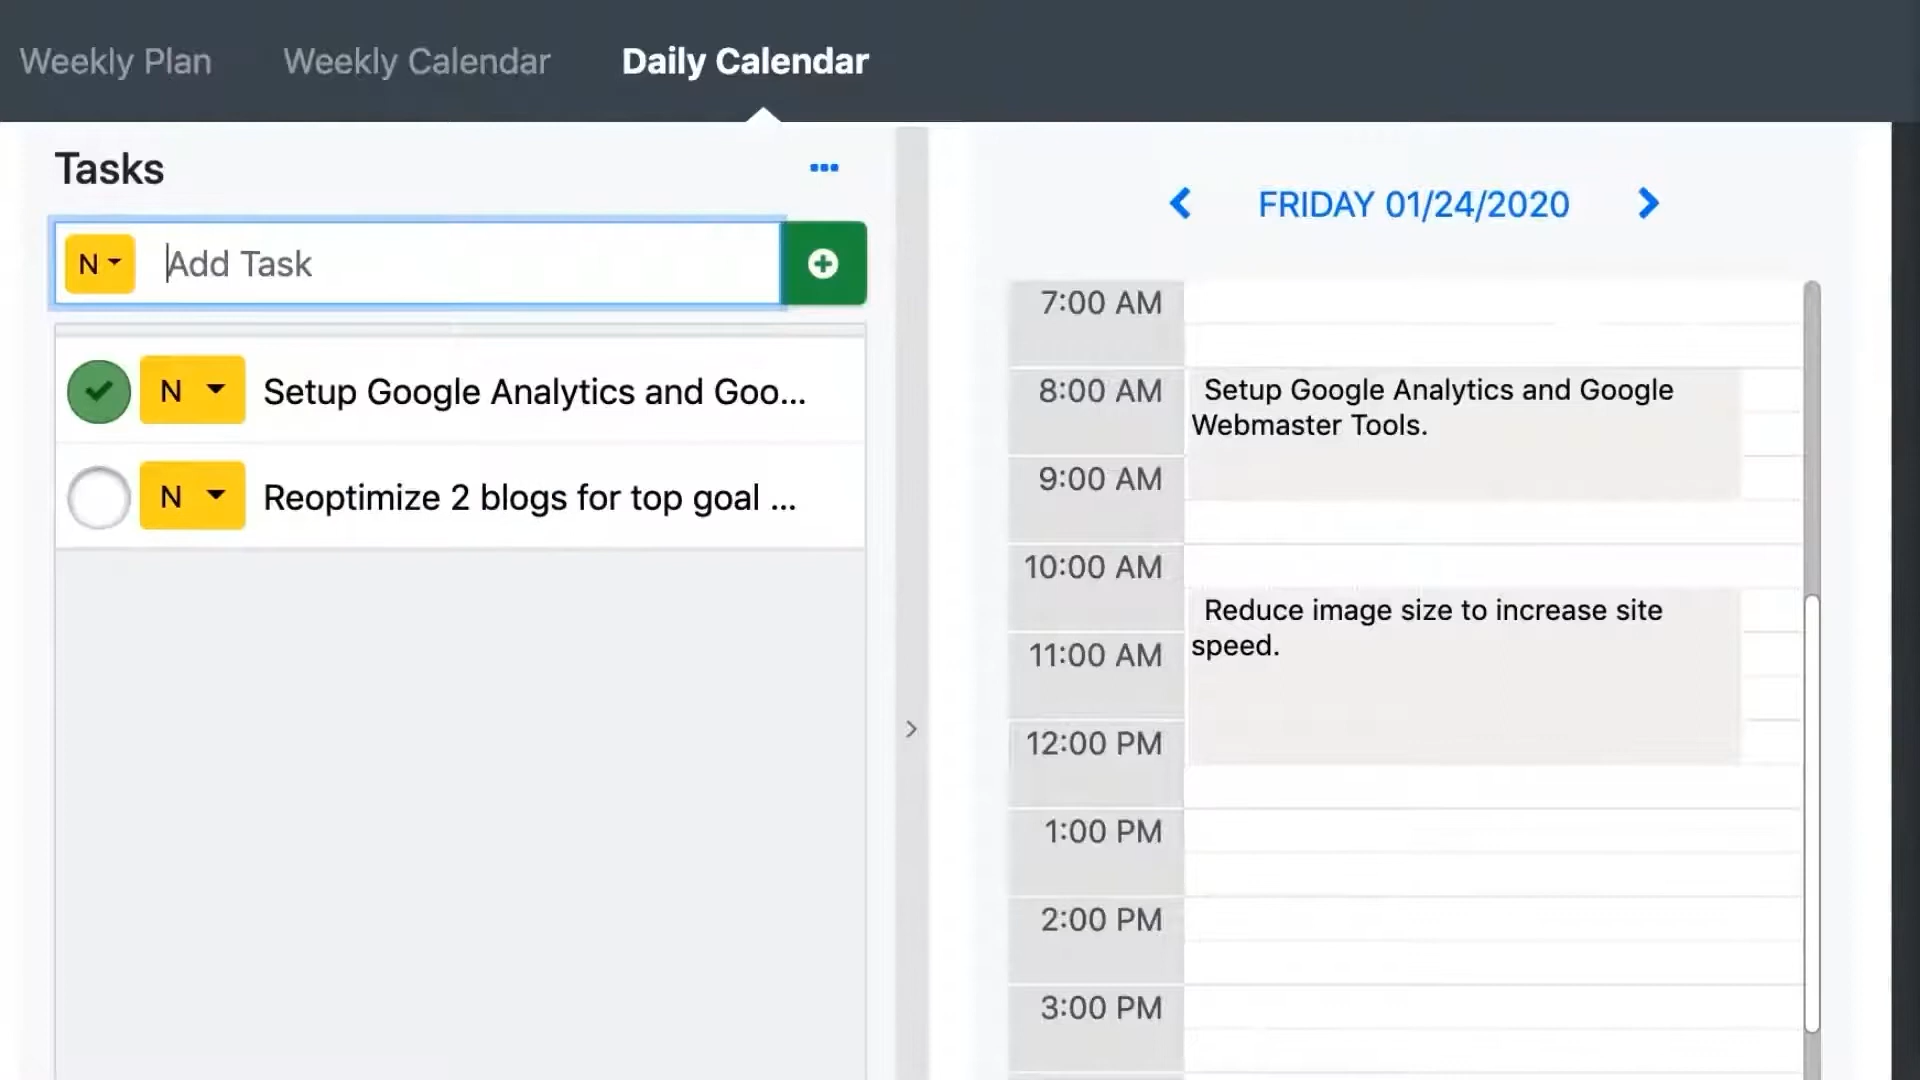 Weekly Plan
Weekly Calendar
Daily Calendar
Tasks
N
Add Task
N
Setup Google Analytics and Goo...
N
Reoptimize 2 blogs for top goal ...
FRIDAY 01/24/2020
7:00 AM
8:00 AM
Setup Google Analytics and Google
Webmaster Tools.
9:00 AM
10:00 AM
Reduce image size to increase site
speed.
11:00 AM
12:00 PM
1:00 PM
2:00 PM
3:00 PM